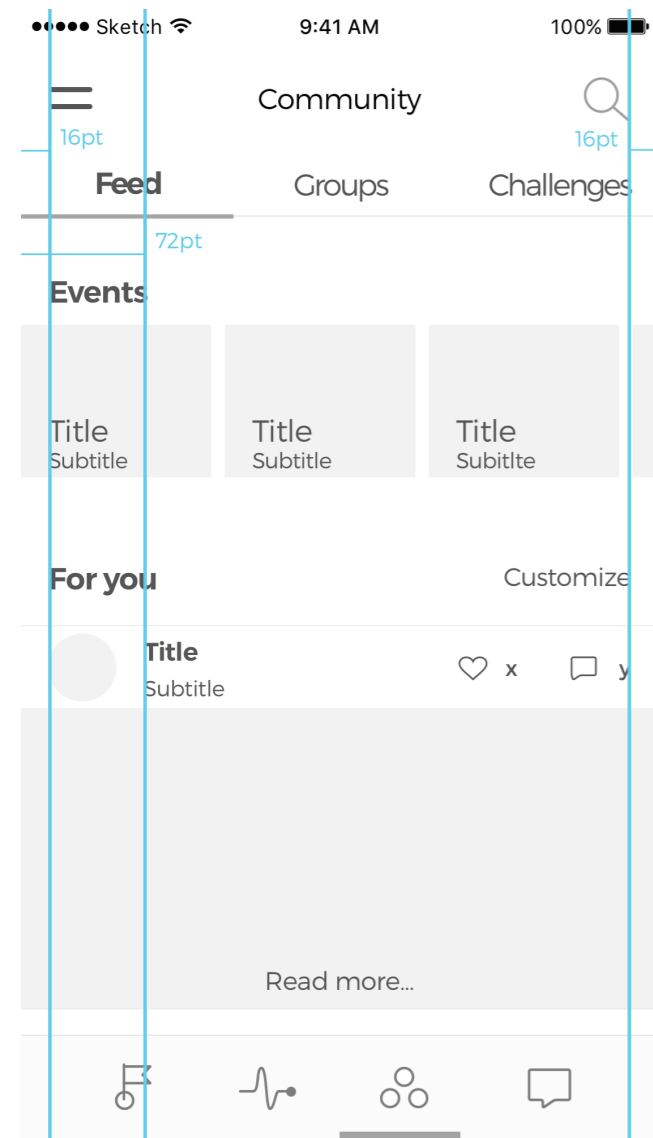 Sketch 9:41 AM 100%
Community
16pt 16pt
Feed Groups Challenges
72pt
Events
Title Title Title
Subtitle Subtitle Subitlte
For you Customize
Title
x y
Subtitle
Read more...